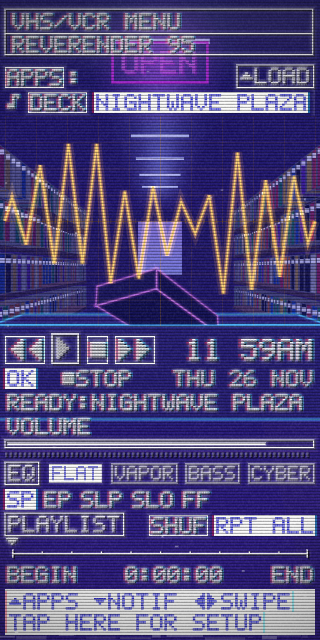 VHS/VCR MENU
REVERENDER 95
OPEN
APPS: LOAD
DECK NIGHTWAVE PLAZA
11 59AM
OK STOP THU 26 NOV
READY:NIGHTWAVE PLAZA
VOLUME
EQ FLAT VAPOR BASS CYBER
SP EP SLP SLO FF
PLAYLIST SHUF RPT ALL
BEGIN 0:00:00 END
APPS NOTIF SWIPE
TAP HERE FOR SETUP